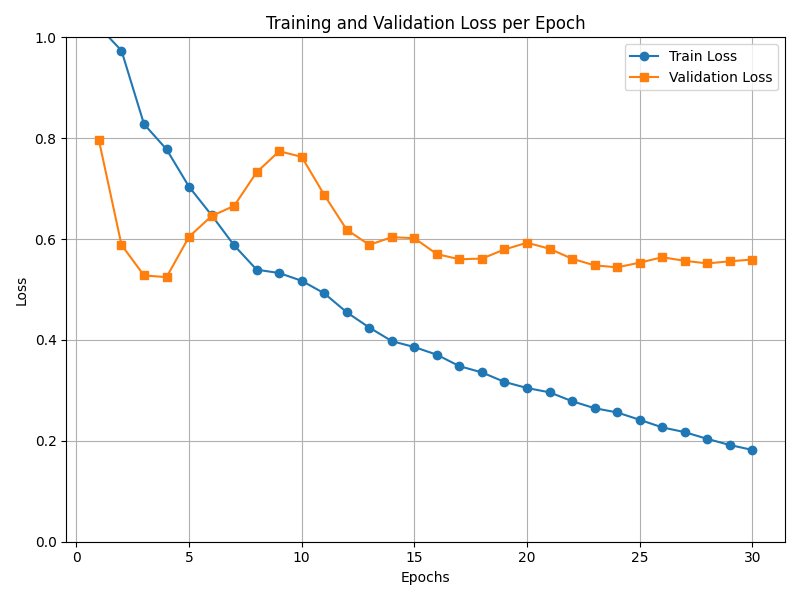 Training and Validation Loss per Epoch
Train Loss
Validation Loss
1.0
0.8
0.6
0.4
0.2
0.0
Loss
0 5 10 15 20 25 30
Epochs